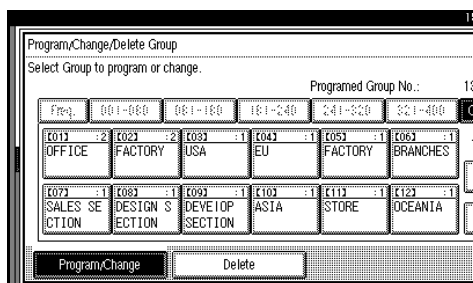 Program/Change/Delete Group
Select Group to program or change.
Programed Group No.: 13
Freq. 001-080 081-160 161-240 241-320 321-400
[01] :2 [02] :2 [03] :1 [04] :1 [05] :1 [06] :1
OFFICE FACTORY USA EU FACTORY BRANCHES
[07] :1 [08] :1 [09] :1 [10] :1 [11] :1 [12] :1
SALES SE DESIGN S DEVEIOP ASIA STORE OCEANIA
CTION ECTION SECTION
Program/Change Delete